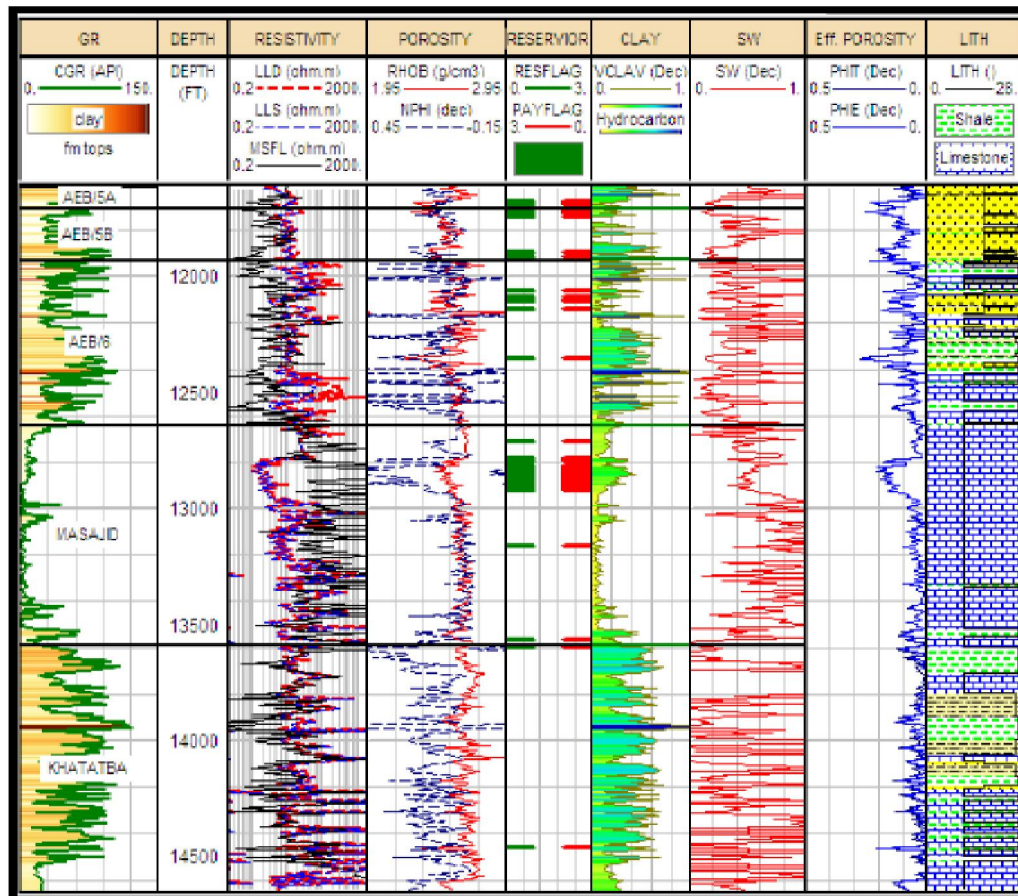 GR DEPTH RESISTIVITY POROSITY RESERVIOR CLAY SW Eff. POROSITY LITH
CGR (API)
0. 150.
clay
fm tops
DEPTH
(FT)
LLD (ohm.m)
0.2 2000.
LLS (ohm.m)
0.2 2000.
MSFL (ohm.m)
0.2 2000.
RHOB (g/cm3)
1.95 2.95
NPHI (dec)
0.45 -0.15
RESFLAG
0. 3.
PAYFLAG
3. 0.
VCLAV (Dec)
0. 1.
Hydrocarbon
SW (Dec)
0. 1.
PHIT (Dec)
0.5 0.
PHIE (Dec)
0.5 0.
LITH ()
0. 28.
Shale
Limestone
AEB/5A
AEB/5B
12000
AEB/6
12500
13000
MASAJID
13500
14000
KHATATBA
14500